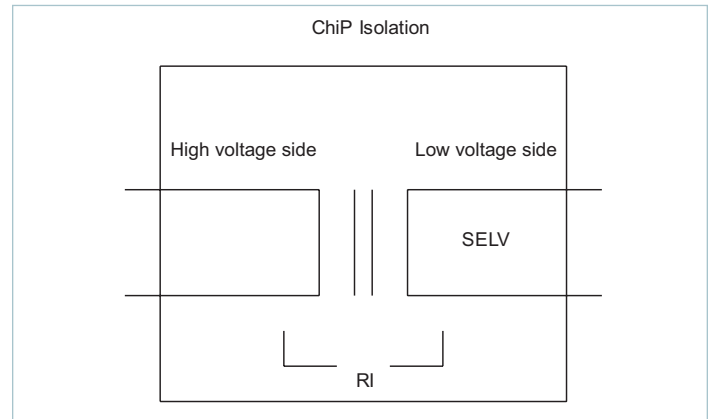 ChiP Isolation
High voltage side
Low voltage side
SELV
RI